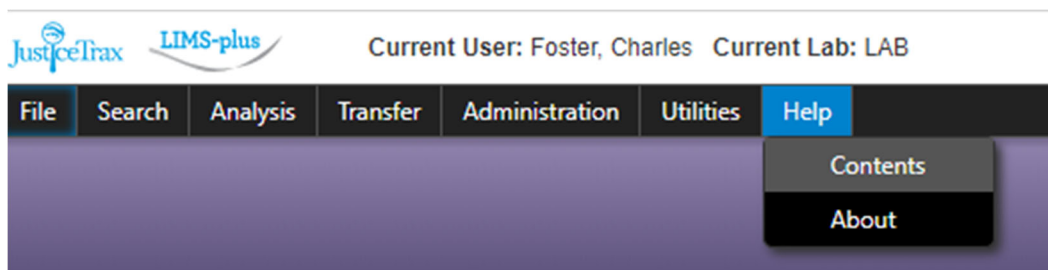 JusticeTrax LIMS-plus Current User: Foster, Charles Current Lab: LAB
File Search Analysis Transfer Administration Utilities Help
Contents
About